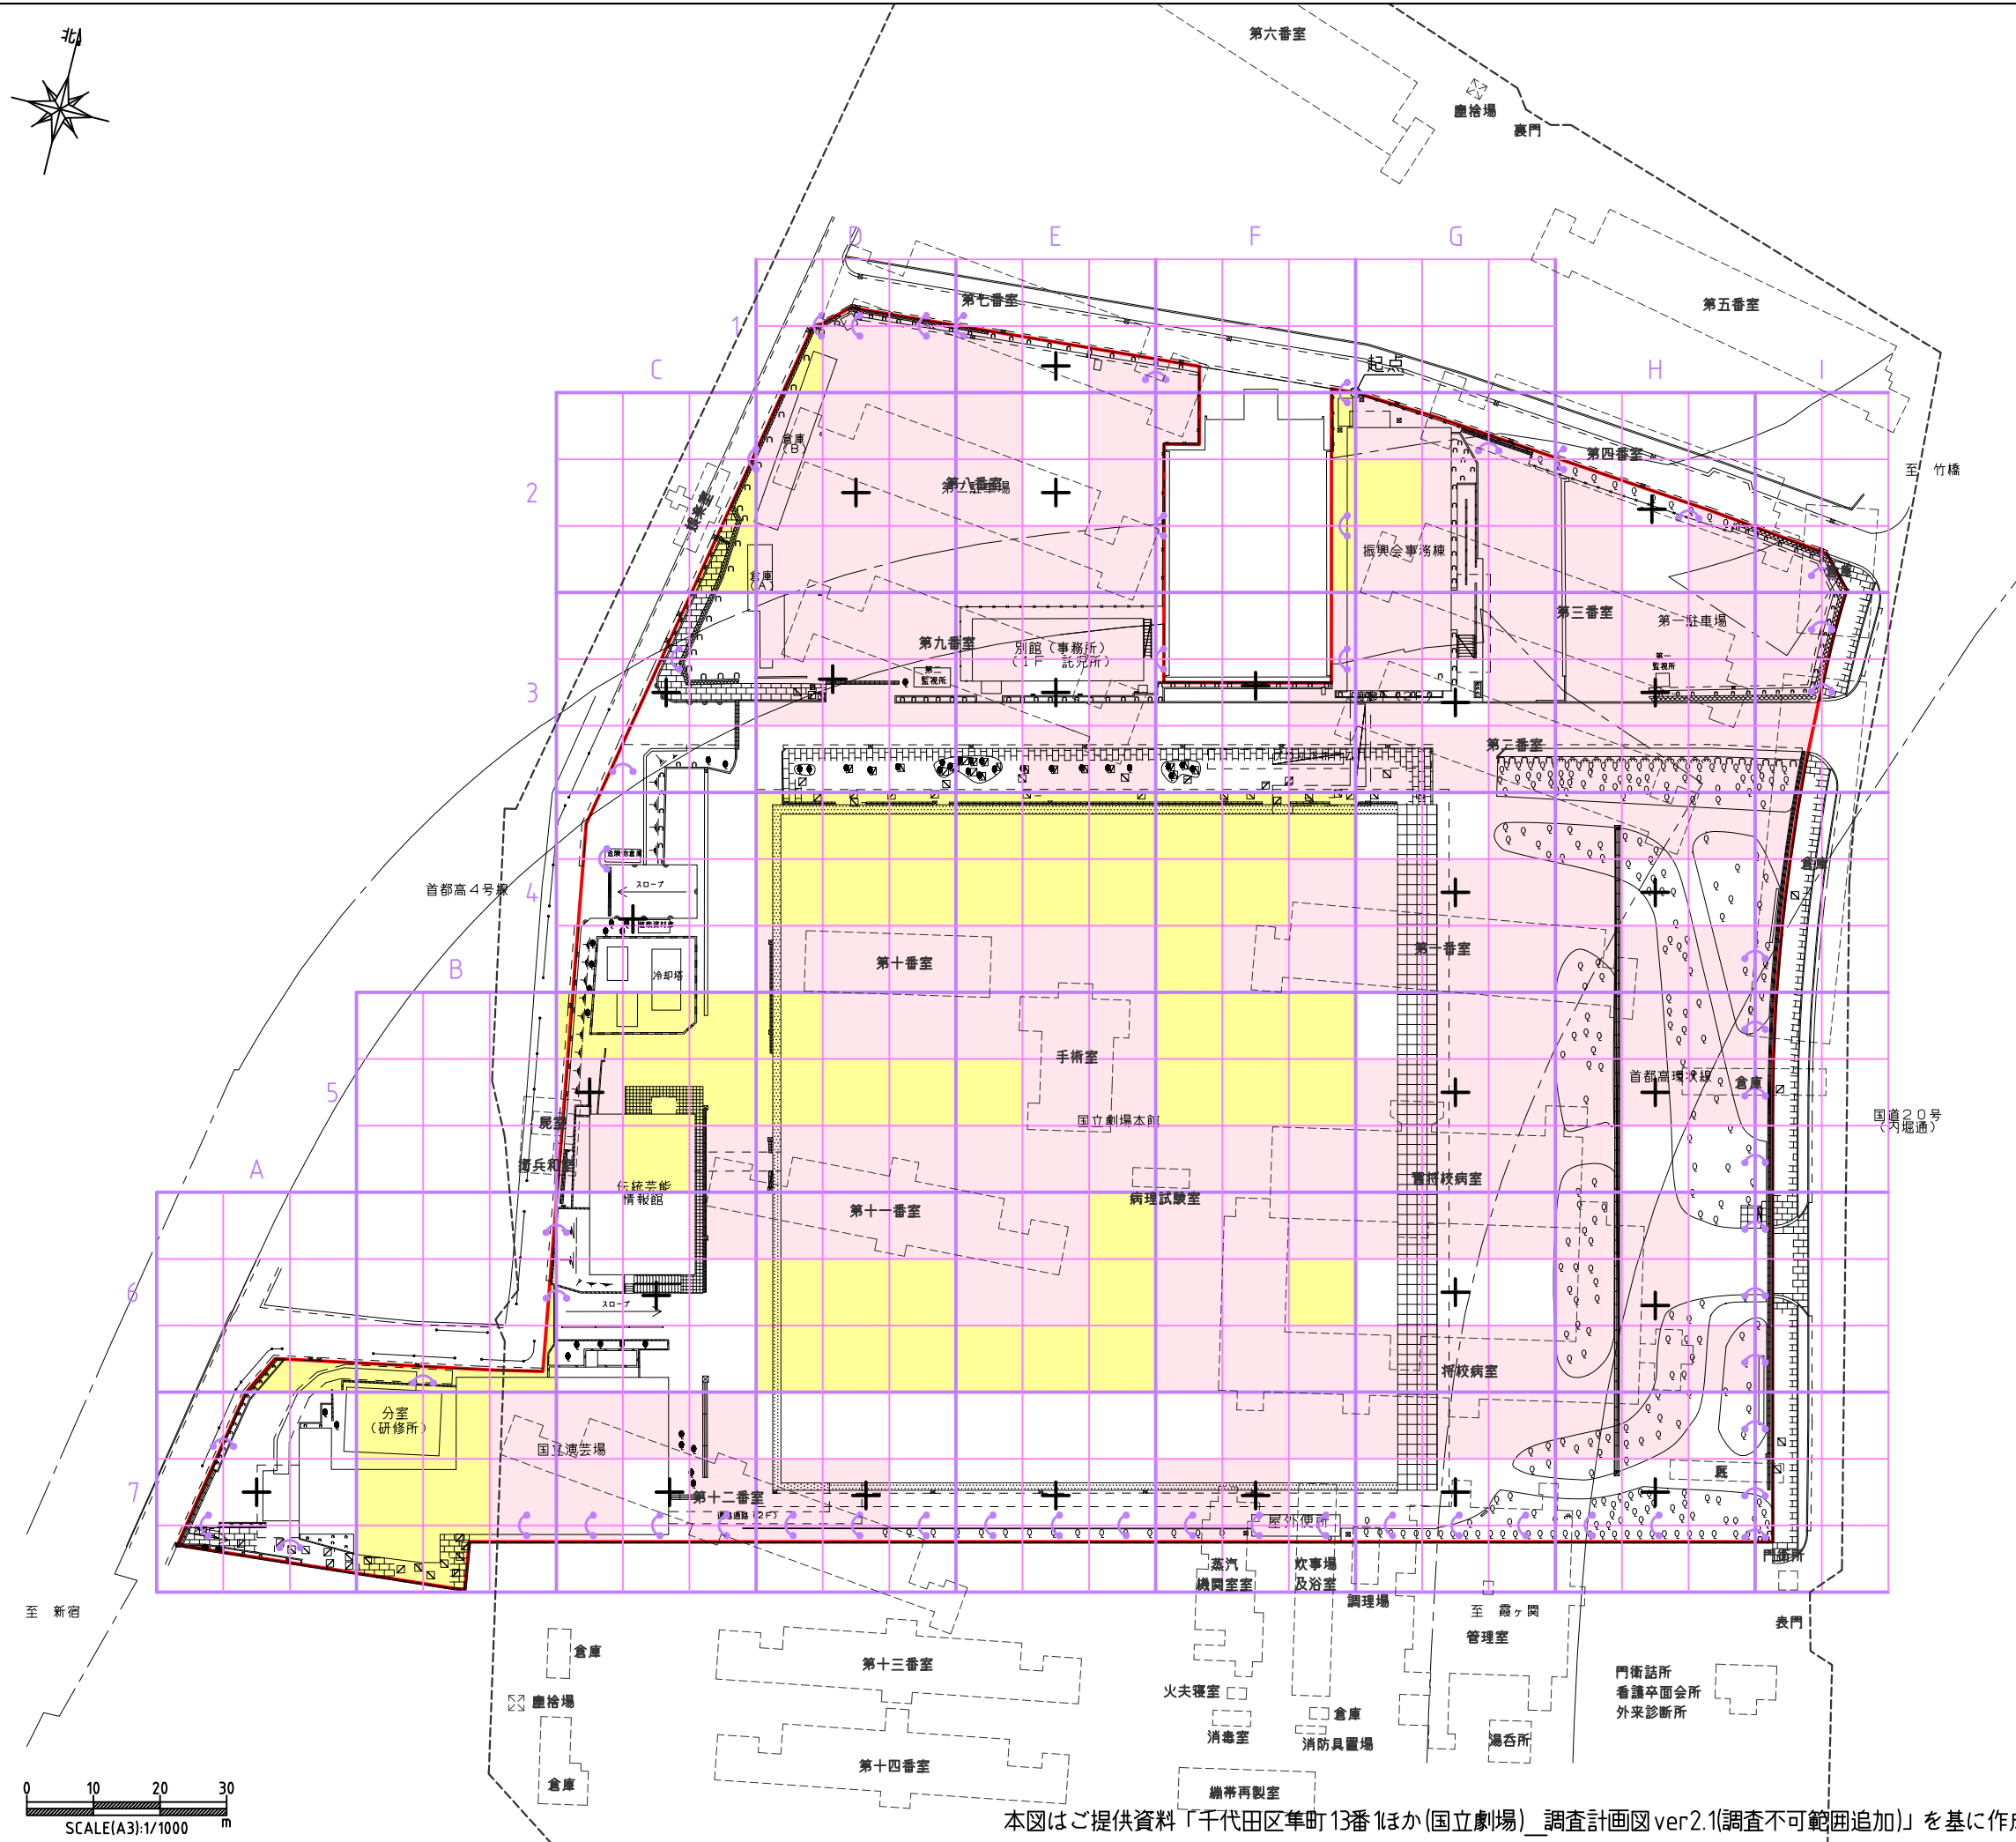 北
第六番室
塵捨場
裏門
D
E
F
G
第七番室
第五番室
1
起点
C
H
I
倉庫
（B）
第四番室
至　竹橋
2
第八番室
振興会事務棟
倉庫
（A）
第三番室
第一駐車場
第九番室
別館（事務所）
（１Ｆ　託児所）
第二
監視所
第一
監視所
3
第二番室
倉庫
首都高４号線
4
スロープ
第十番室
第一番室
冷却塔
B
手術室
首都高環状線
倉庫
5
国立劇場本館
国道２０号
（内堀通）
屍室
A
伝統芸能
情報館
病理試験室
第十一番室
6
スロープ
将校病室
分室
（研修所）
国立演芸場
厩
7
第十二番室
屋外便所
門衛所
蒸汽
機関室室
炊事場
及浴室
調理場
至　新宿
至　霞ヶ関
表門
管理室
倉庫
第十三番室
門衛詰所
看護卒面会所
外来診断所
塵捨場
火夫寝室
倉庫
消毒室
消防具置場
湯呑所
第十四番室
倉庫
繃帯再製室
0 10 20 30
m
SCALE(A3):1/1000
本図はご提供資料「千代田区隼町13番1ほか(国立劇場)__調査計画図ver2.1(調査不可範囲追加)」を基に作